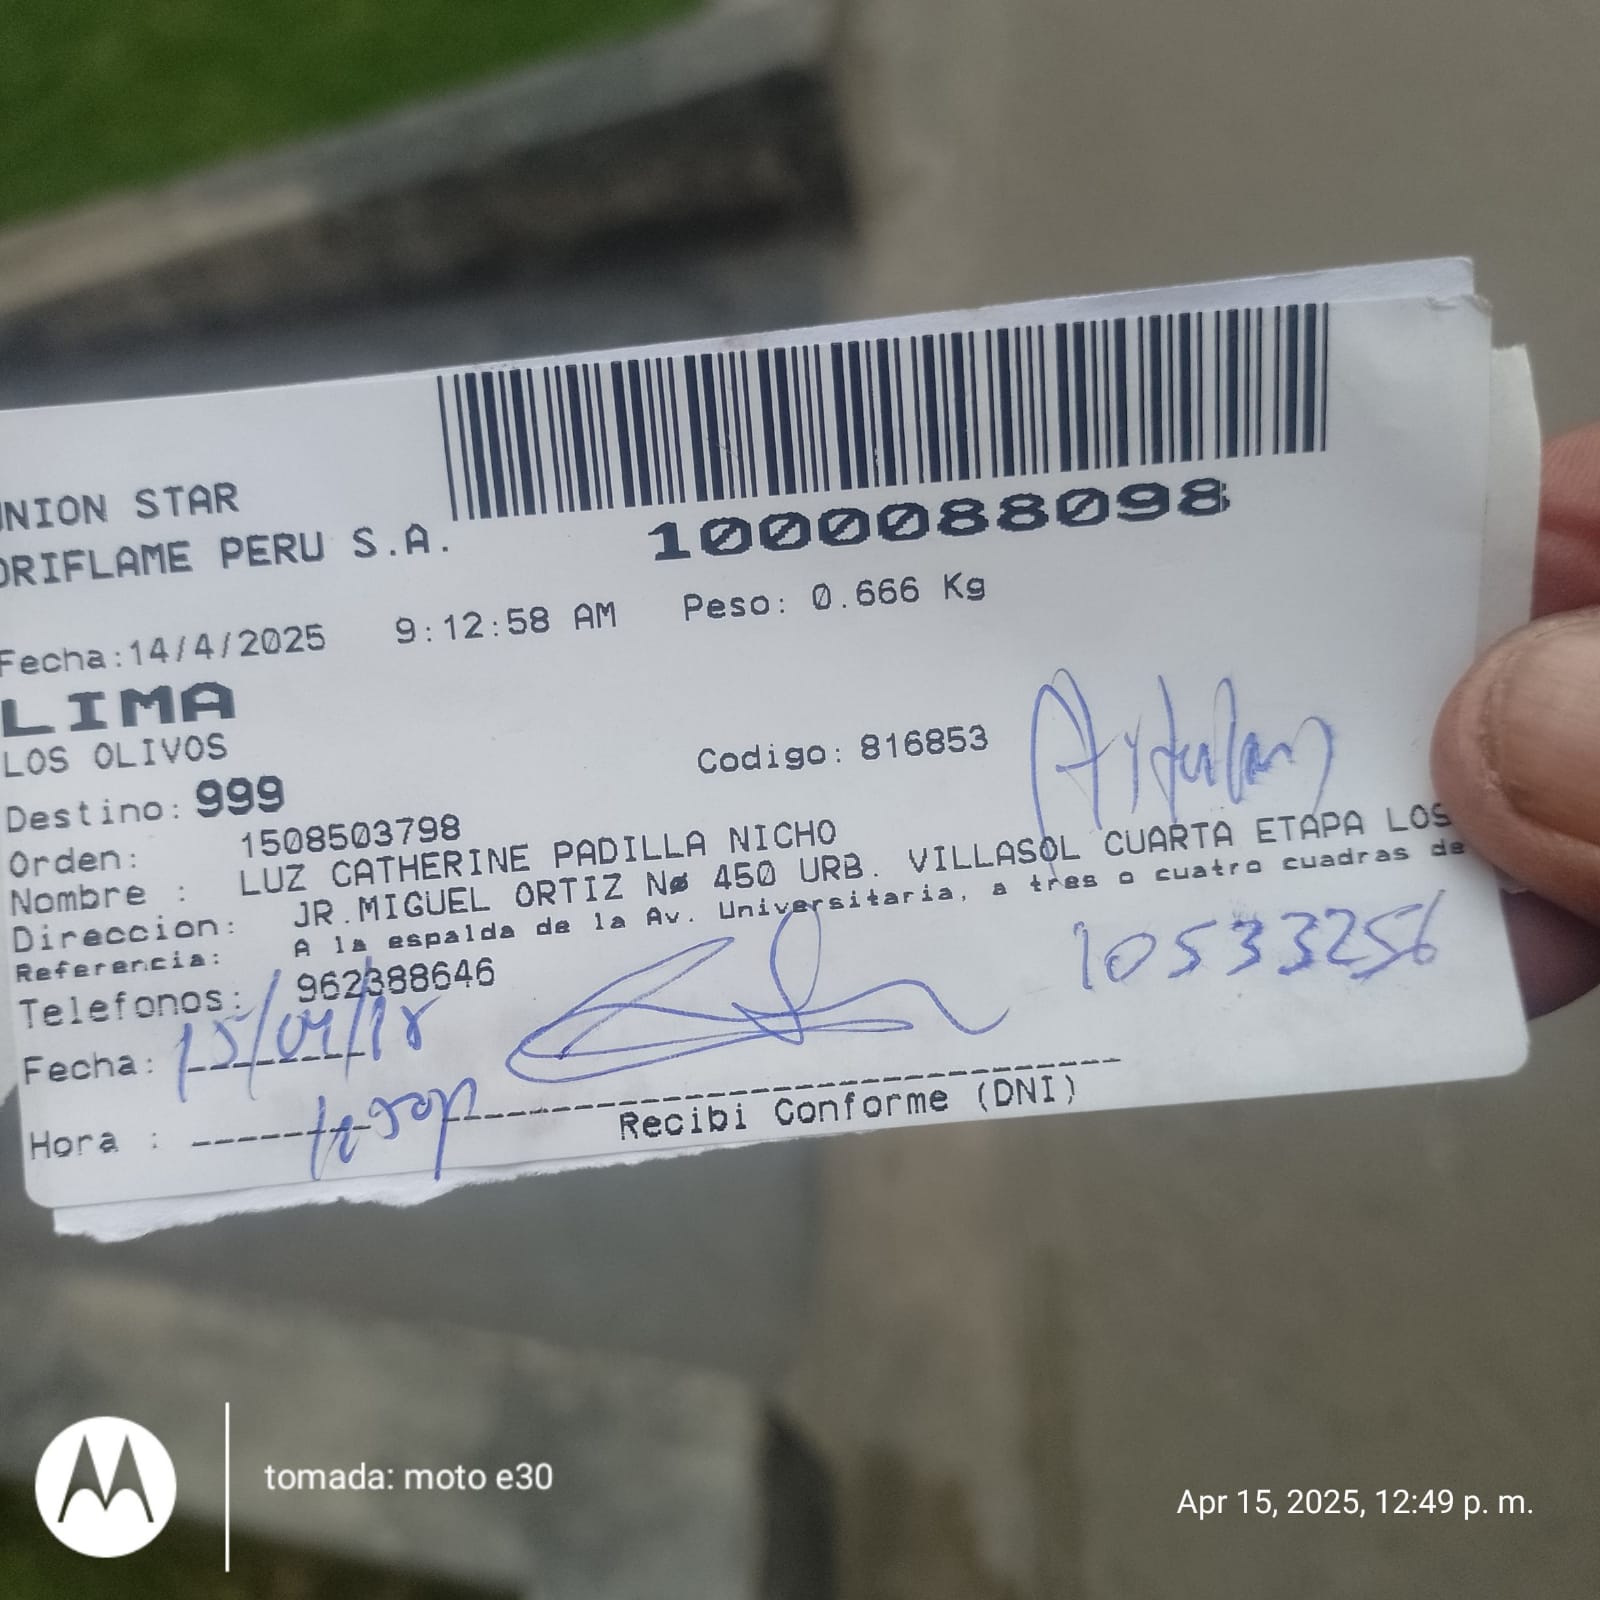 UNION STAR
ORIFLAME PERU S.A.
1000088098
Fecha:14/4/2025 9:12:58 AM Peso: 0.666 Kg
LIMA
LOS OLIVOS
Codigo: 816853
Destino: 999
Orden: 1508503798
Nombre : LUZ CATHERINE PADILLA NICHO
Direccion: JR.MIGUEL ORTIZ Nø 450 URB. VILLASOL CUARTA ETAPA LOS
Referencia: A la espalda de la Av. Universitaria, a tres o cuatro cuadras de
Telefonos: 962388646
10533256
Fecha:
Hora :
Recibi Conforme (DNI)
tomada: moto e30
Apr 15, 2025, 12:49 p. m.